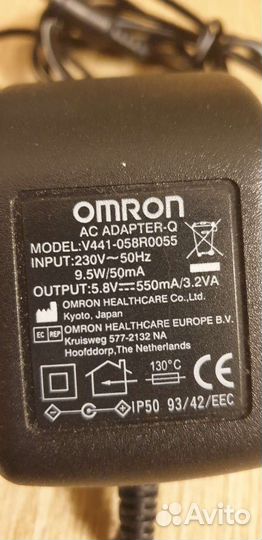 OMRON
AC ADAPTER-Q
MODEL:V441-058R0055
INPUT:230V~50Hz
9.5W/50mA
OUTPUT:5.8V⎓550mA/3.2VA
OMRON HEALTHCARE Co., Ltd.
Kyoto, Japan
EC REP OMRON HEALTHCARE EUROPE B.V.
Kruisweg 577-2132 NA
Hoofddorp,The Netherlands
V 130°C
IP50 93/42/EEC
Avito